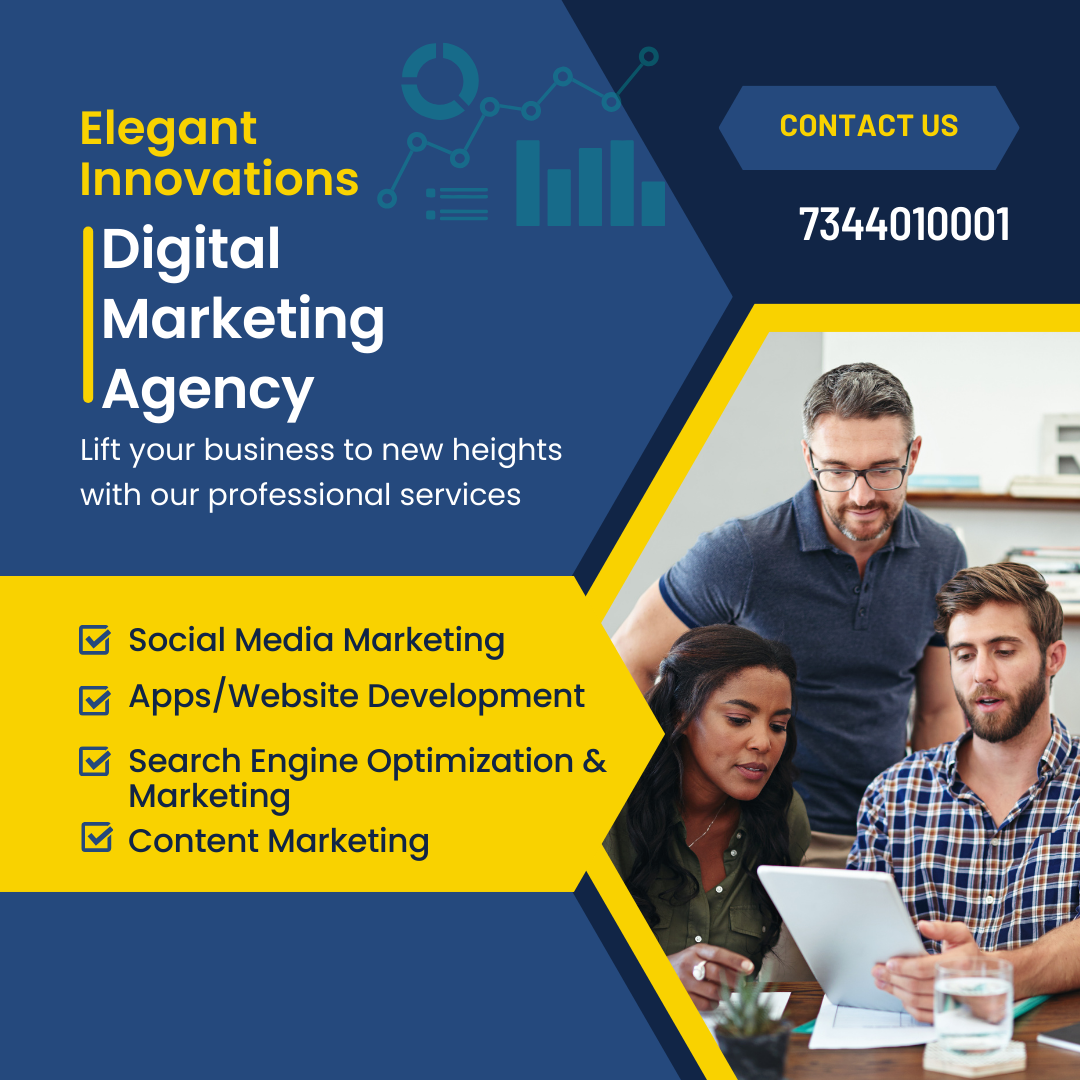 Elegant
Innovations
Digital
Marketing
Agency
Lift your business to new heights
with our professional services
CONTACT US
7344010001
Social Media Marketing
Apps/Website Development
Search Engine Optimization &
Marketing
Content Marketing